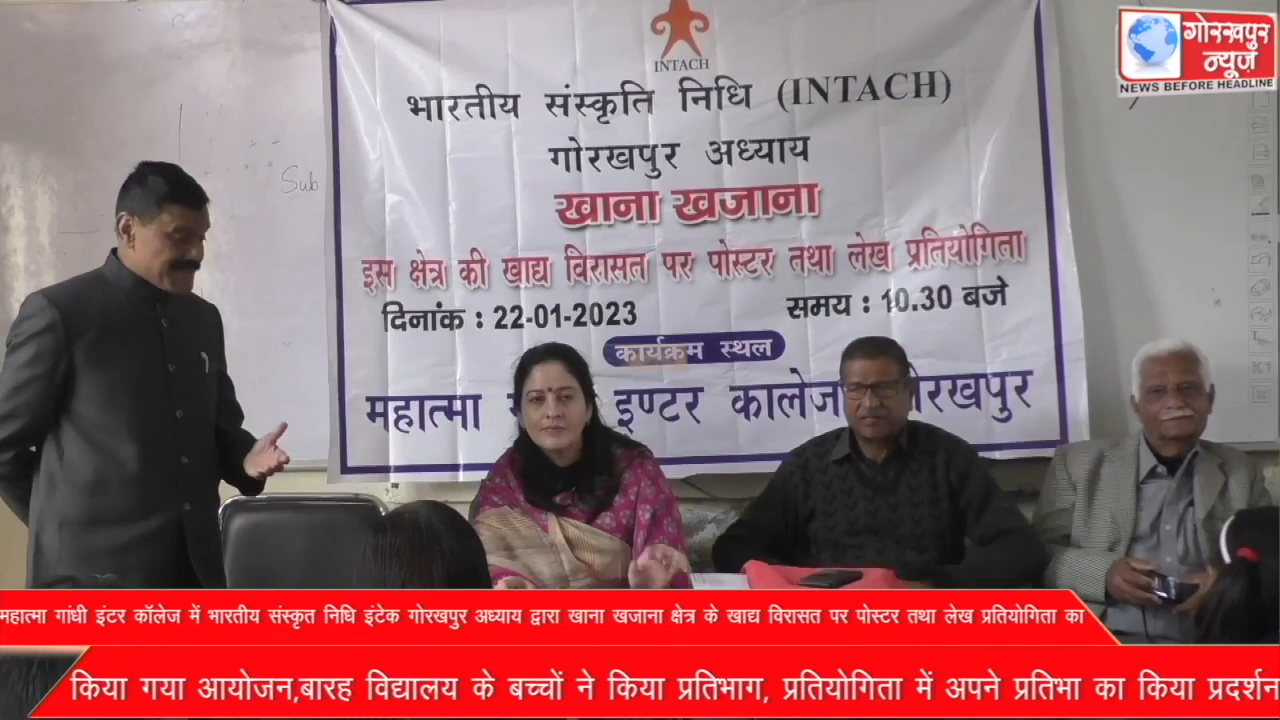 गोरखपुर
न्यूज़
NEWS BEFORE HEADLINE
INTACH
भारतीय संस्कृति निधि (INTACH)
गोरखपुर अध्याय
खाना खजाना
इस क्षेत्र की खाद्य विरासत पर पोस्टर तथा लेख प्रतियोगिता
दिनांक : 22-01-2023 समय : 10.30 बजे
कार्यक्रम स्थल
महात्मा इण्टर कालेज गोरखपुर
Sub
महात्मा गांधी इंटर कॉलेज में भारतीय संस्कृत निधि इंटेक गोरखपुर अध्याय द्वारा खाना खजाना क्षेत्र के खाद्य विरासत पर पोस्टर तथा लेख प्रतियोगिता का
किया गया आयोजन,बारह विद्यालय के बच्चों ने किया प्रतिभाग, प्रतियोगिता में अपने प्रतिभा का किया प्रदर्शन